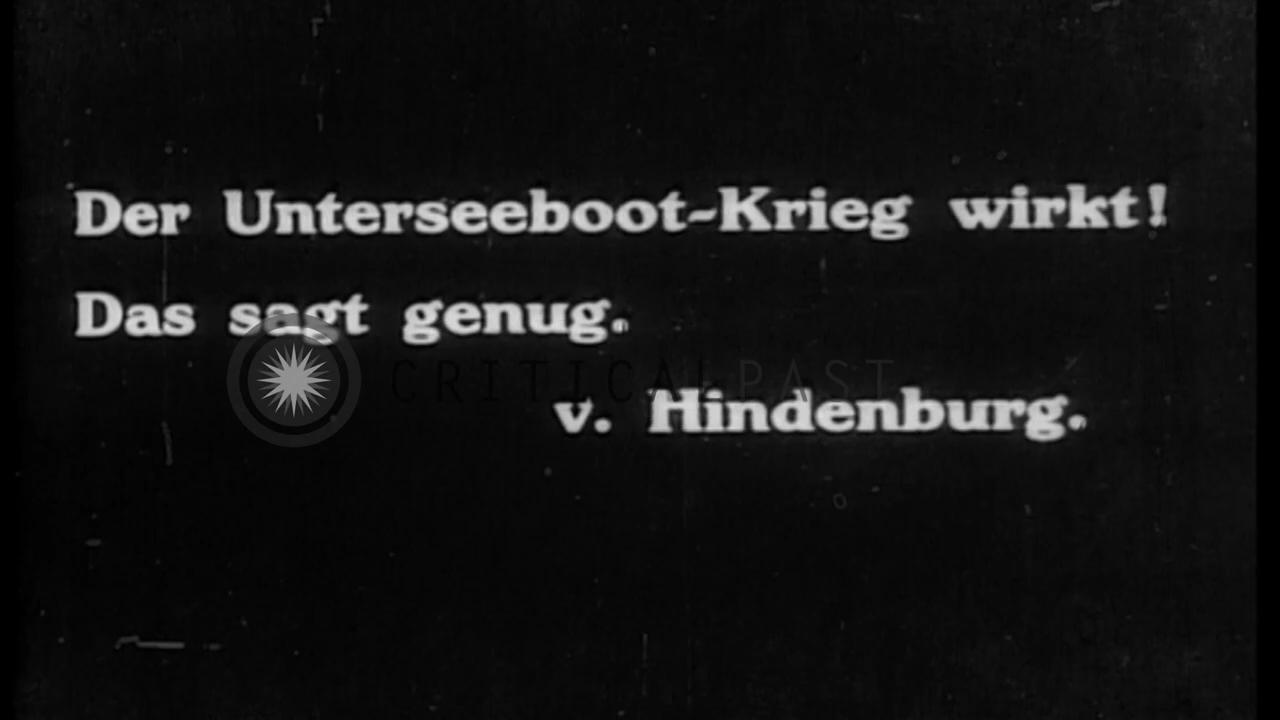 Der Unterseeboot-Krieg wirkt!
Das sagt genug.
CRITICALPAST
v. Hindenburg.